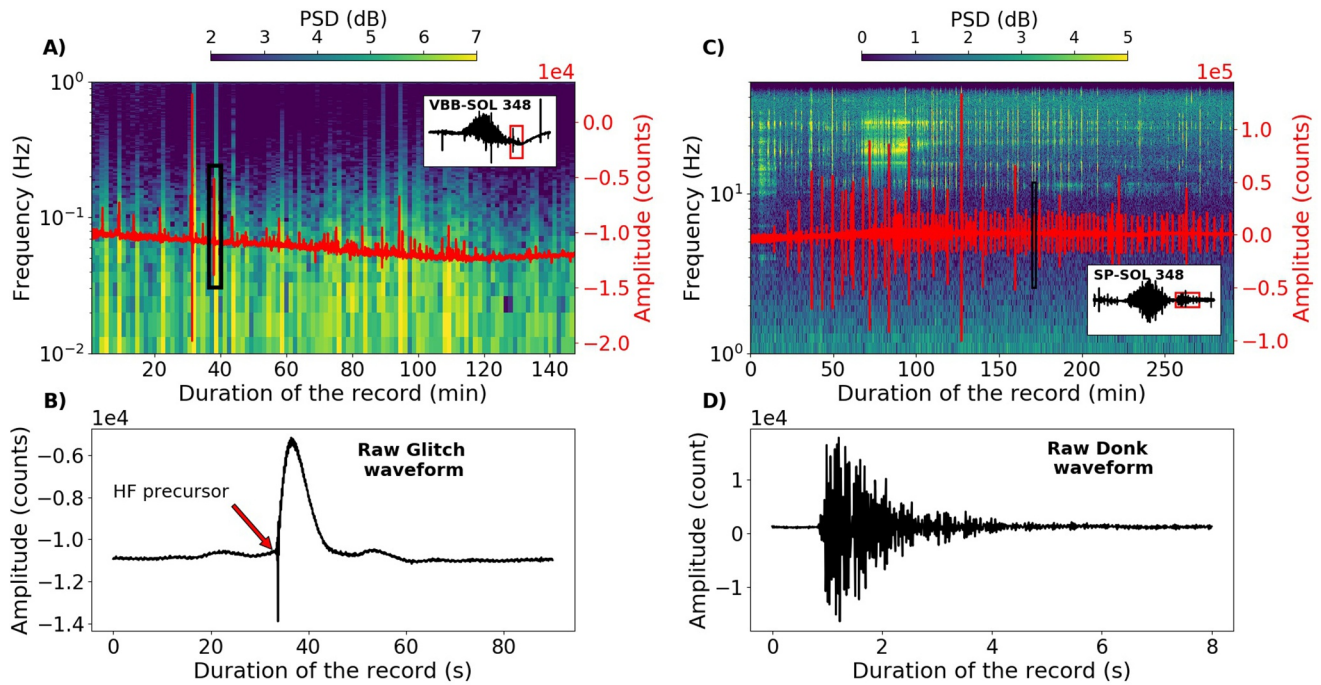 A)
PSD (dB)
2 3 4 5 6 7
1e4
10⁰
10⁻¹
10⁻²
Frequency (Hz)
VBB-SOL 348
0.0
−0.5
−1.0
−1.5
−2.0
Amplitude (counts)
20 40 60 80 100 120 140
Duration of the record (min)
C)
PSD (dB)
0 1 2 3 4 5
1e5
10¹
10⁰
Frequency (Hz)
SP-SOL 348
1.0
0.5
0.0
−0.5
−1.0
Amplitude (counts)
0 50 100 150 200 250
Duration of the record (min)
B)
1e4
−0.6
−0.8
−1.0
−1.2
−1.4
Amplitude (counts)
Raw Glitch
waveform
HF precursor
0 20 40 60 80
Duration of the record (s)
D)
1e4
1
0
−1
Amplitude (count)
Raw Donk
waveform
0 2 4 6 8
Duration of the record (s)